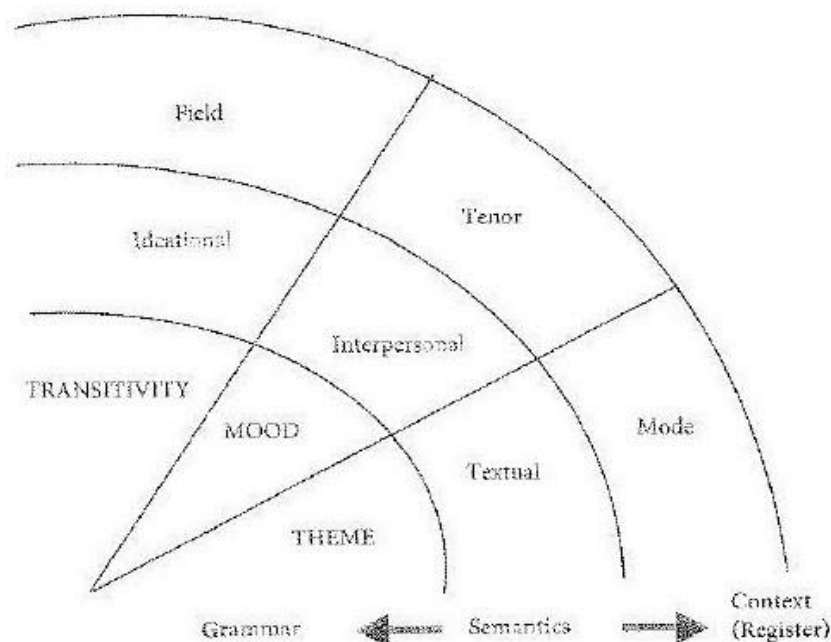 Field
Tenor
Ideational
Interpersonal
TRANSITIVITY
MOOD
Mode
Textual
THEME
Context
(Register)
Semantics
Grammar